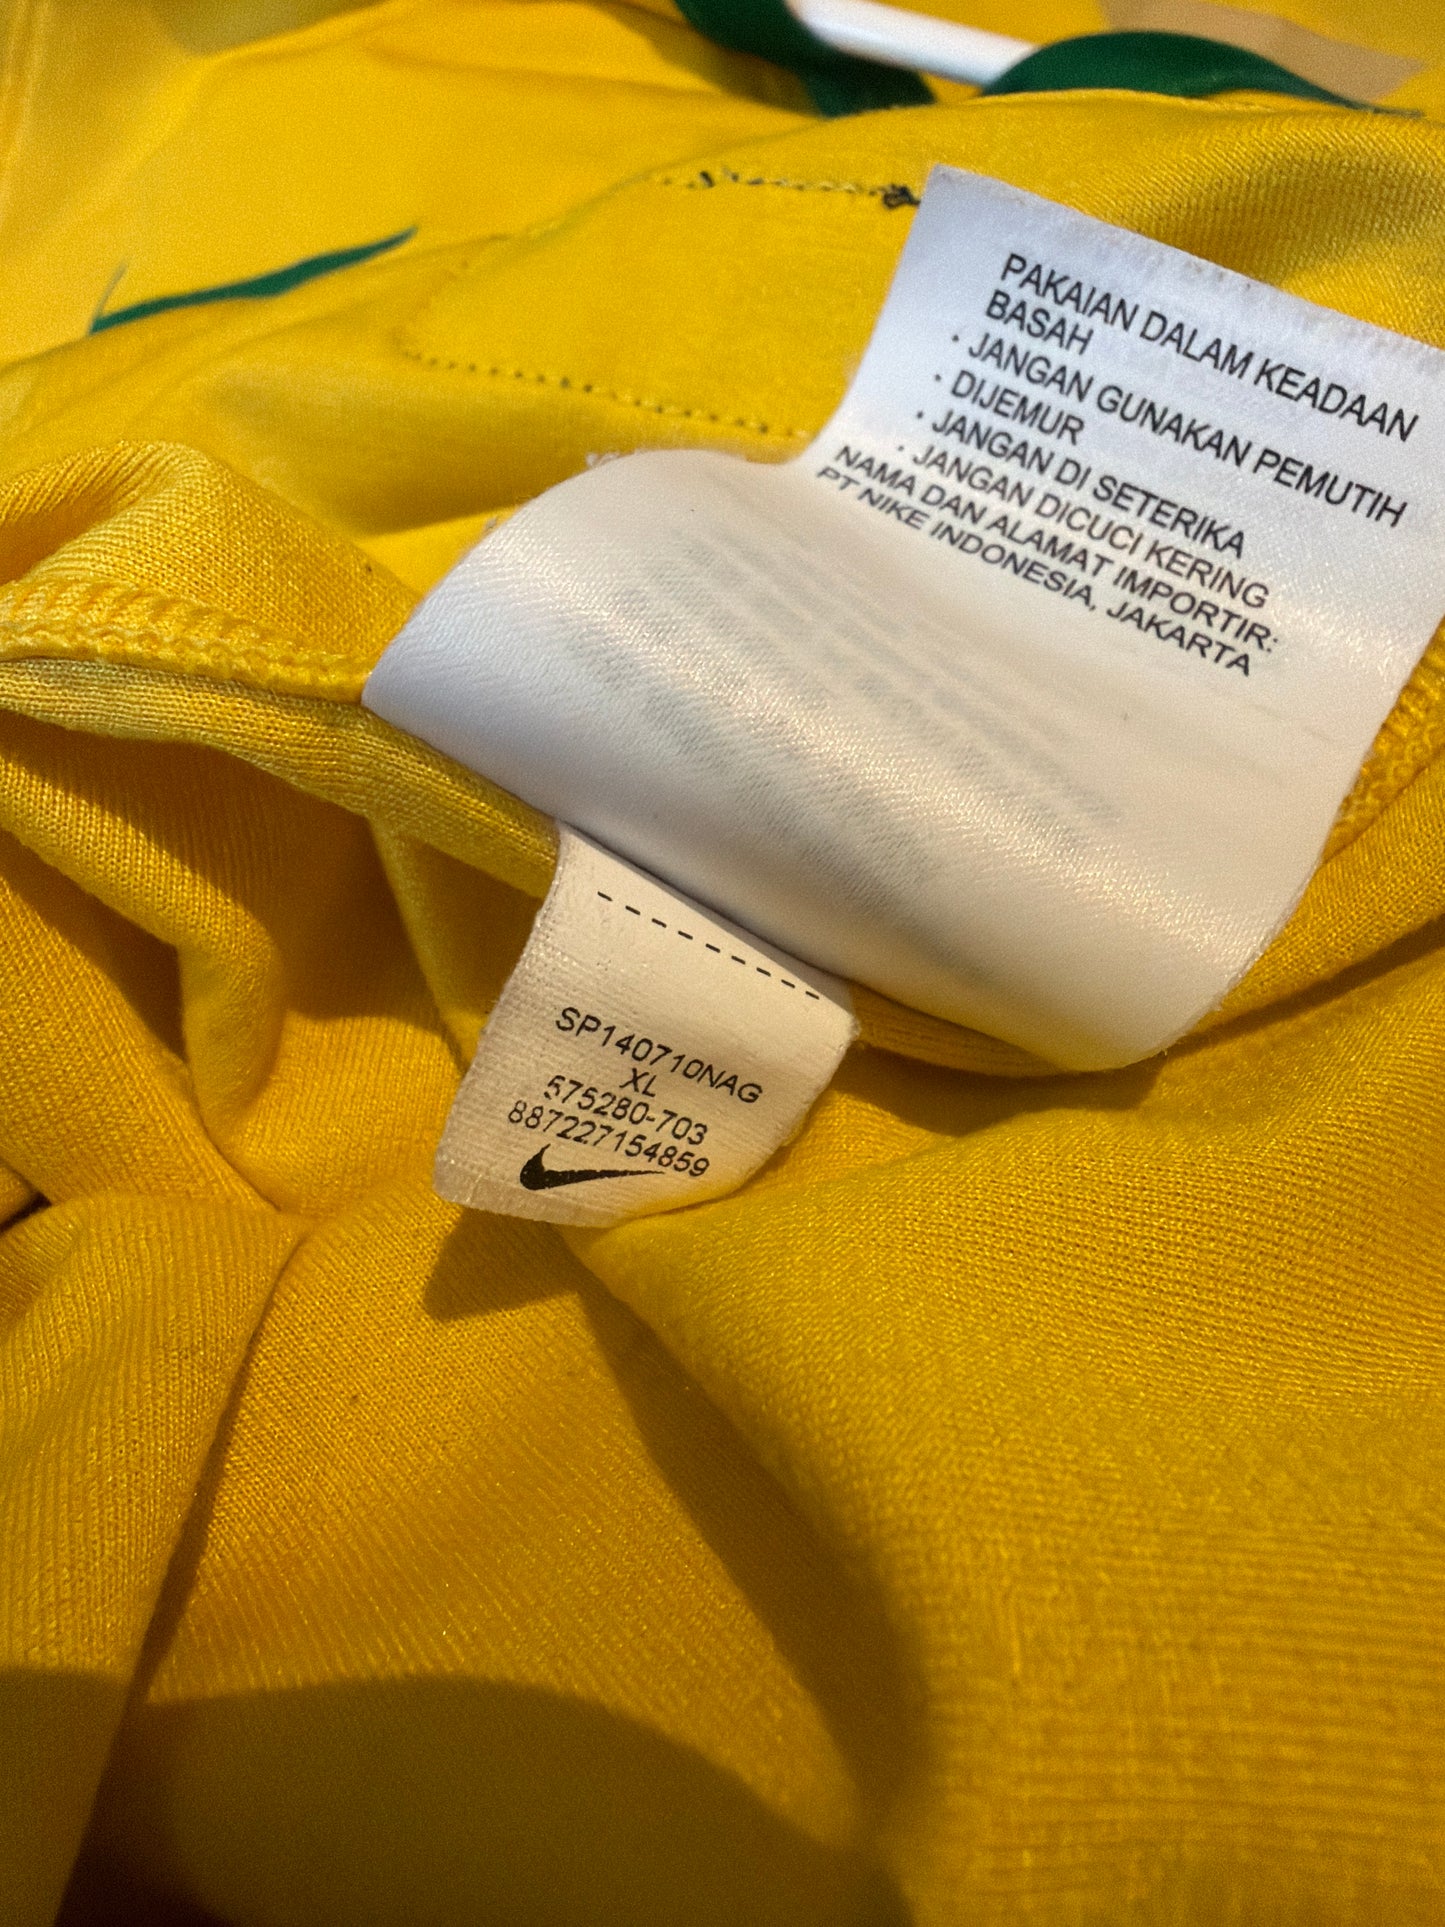 PAKAIAN DALAM KEADAAN
BASAH
· JANGAN GUNAKAN PEMUTIH
· DIJEMUR
· JANGAN DI SETERIKA
· JANGAN DICUCI KERING
NAMA DAN ALAMAT IMPORTIR:
PT NIKE INDONESIA, JAKARTA
SP140710NAG
XL
575280-703
887227154859